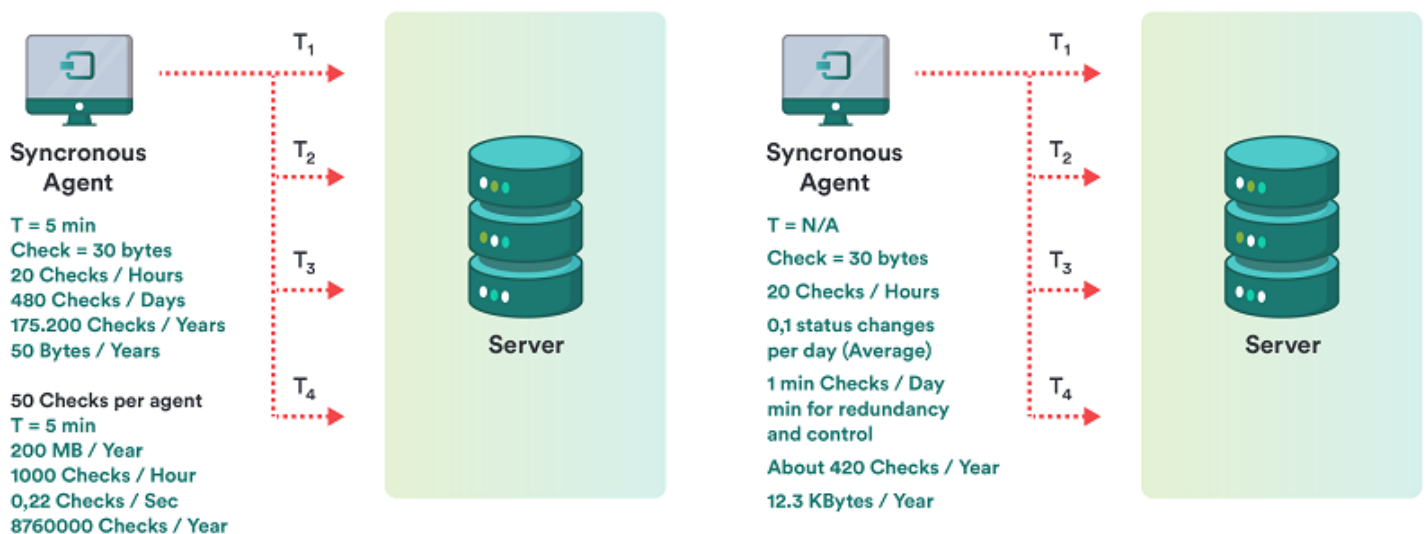 T1
T2
T3
T4
Syncronous
Agent
T = 5 min
Check = 30 bytes
20 Checks / Hours
480 Checks / Days
175.200 Checks / Years
50 Bytes / Years
50 Checks per agent
T = 5 min
200 MB / Year
1000 Checks / Hour
0,22 Checks / Sec
8760000 Checks / Year
Server
T1
T2
T3
T4
Syncronous
Agent
T = N/A
Check = 30 bytes
20 Checks / Hours
0,1 status changes
per day (Average)
1 min Checks / Day
min for redundancy
and control
About 420 Checks / Year
12.3 KBytes / Year
Server